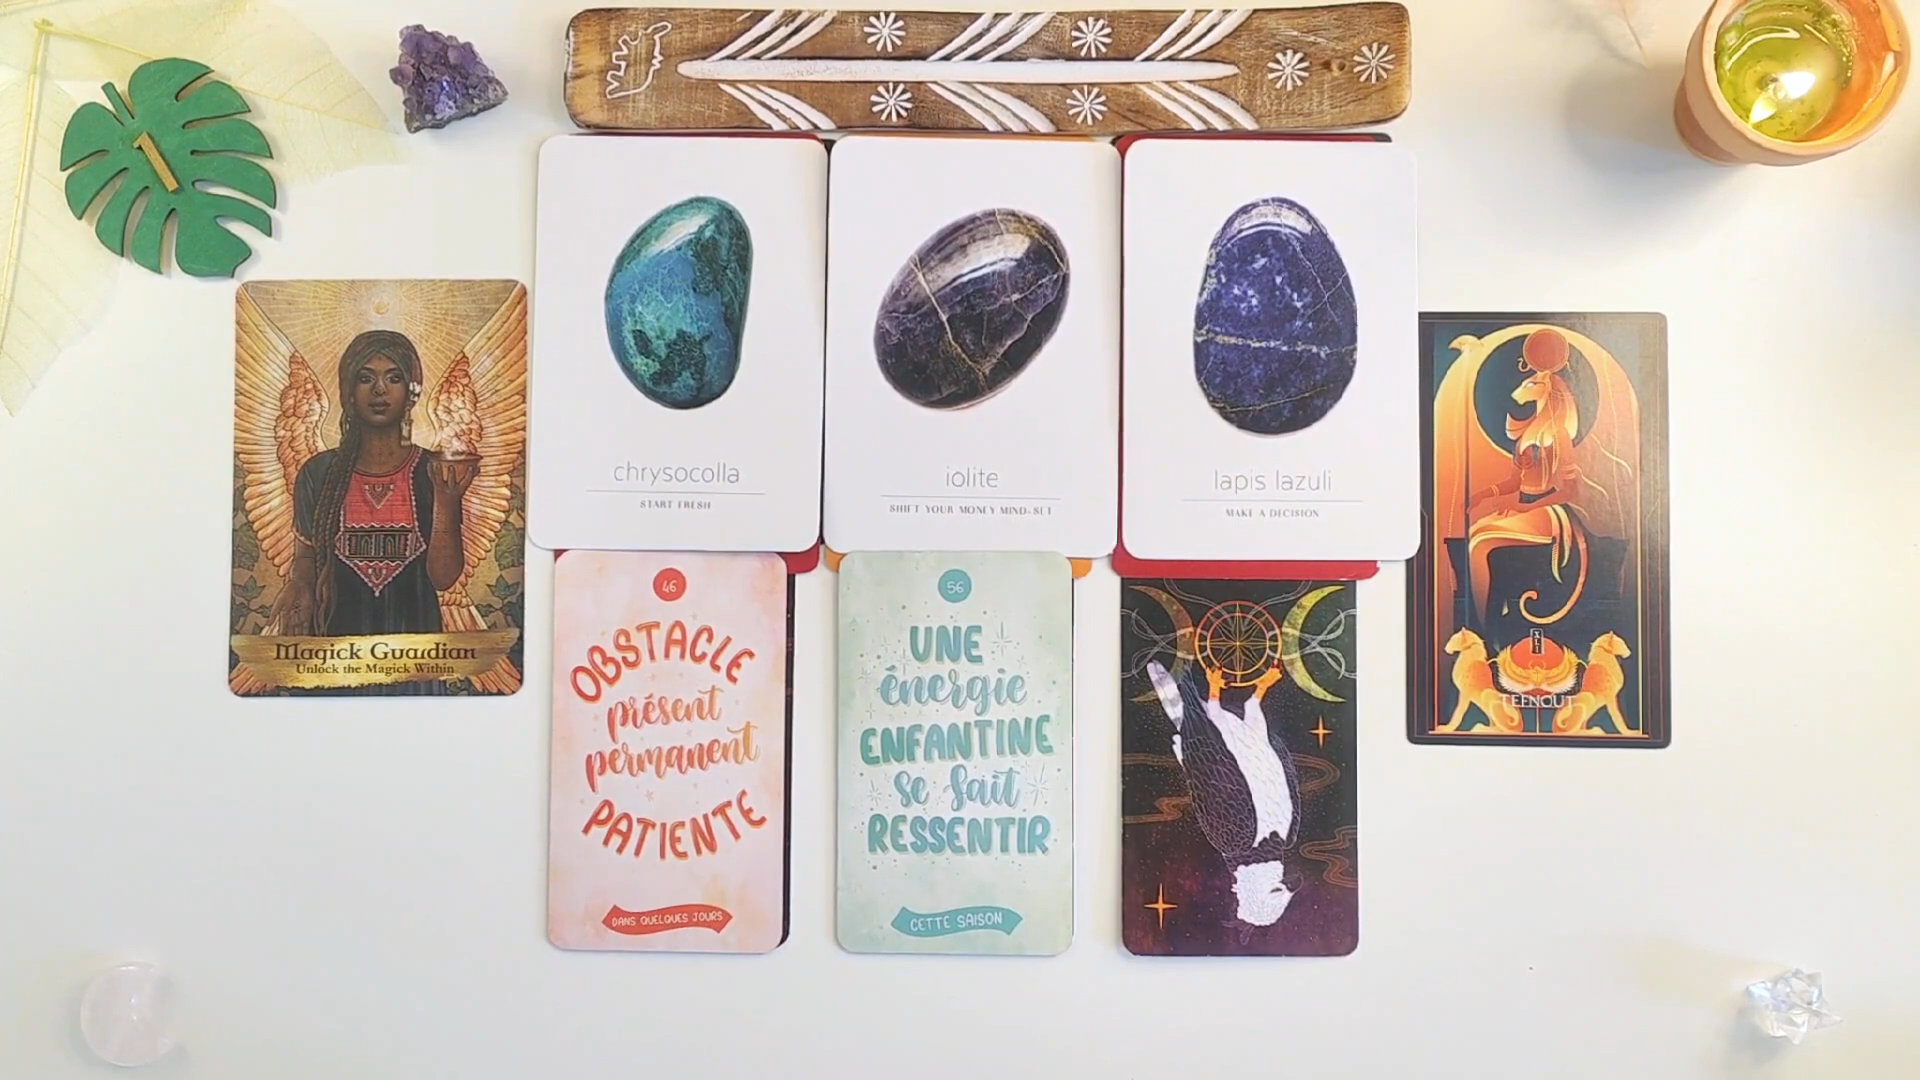 1
chrysocolla
START FRESH
iolite
SHIFT YOUR MONEY MIND-SET
lapis lazuli
MAKE A DECISION
Magick Guardian
Unlock the Magick Within
46
OBSTACLE
présent
permanent
PATIENTE
DANS QUELQUES JOURS
56
UNE
énergie
ENFANTINE
se fait
RESSENTIR
CETTE SAISON
TEFNOUT